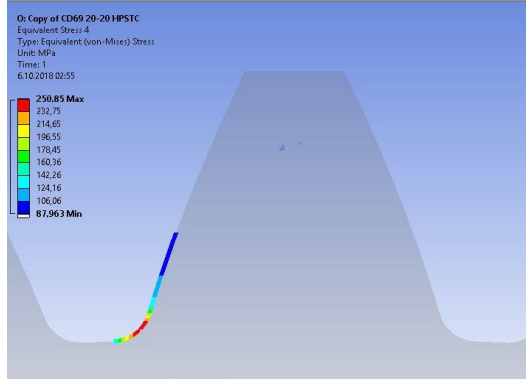 O: Copy of CD69 20-20 HPSTC
Equivalent Stress 4
Type: Equivalent (von-Mises) Stress
Unit: MPa
Time: 1
6.10.2018 02:55
250,85 Max
232,75
214,65
196,55
178,45
160,36
142,26
124,16
106,06
87,963 Min